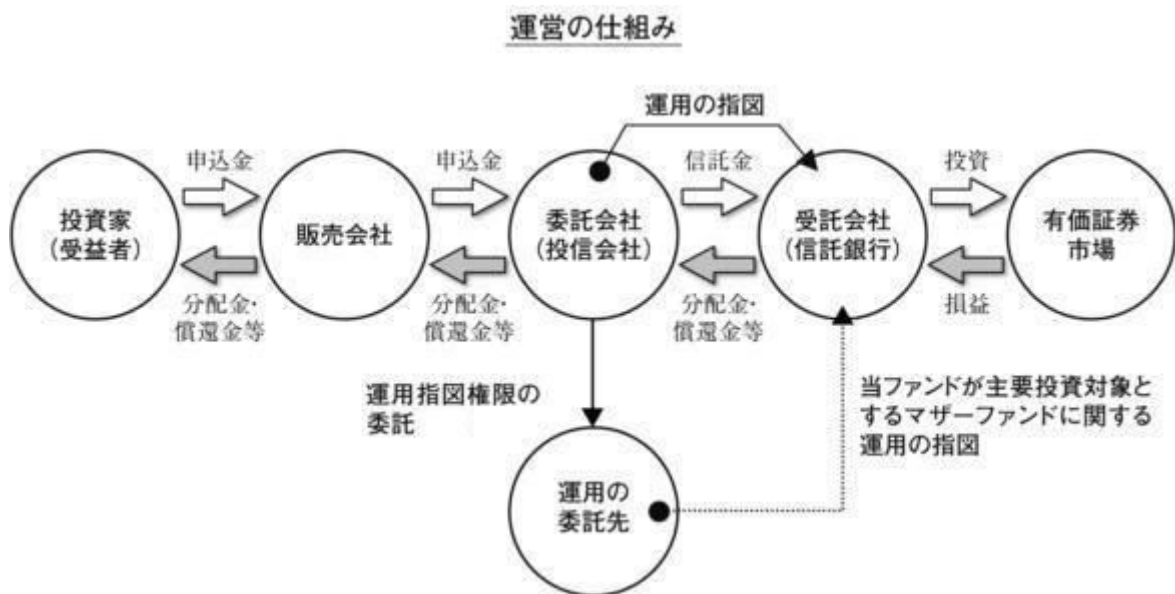 運営の仕組み
運用の指図
申込金
申込金
信託金
投資
投資家
（受益者）
販売会社
委託会社
（投信会社）
受託会社
（信託銀行）
有価証券
市場
分配金・
償還金等
分配金・
償還金等
分配金・
償還金等
損益
運用指図権限の
委託
当ファンドが主要投資対象と
するマザーファンドに関する
運用の指図
運用の
委託先